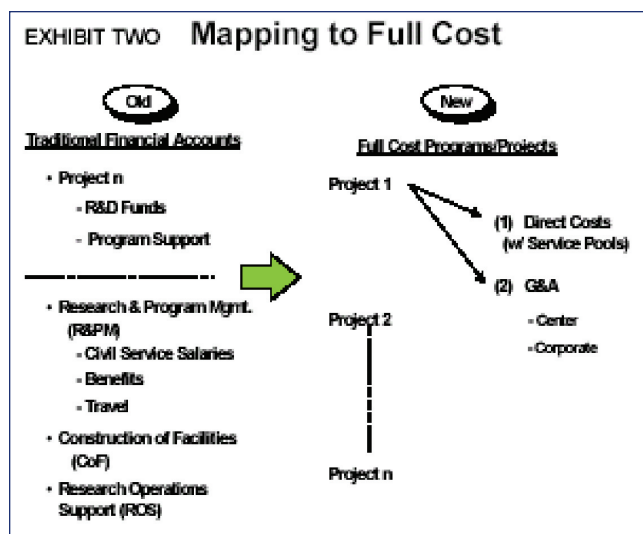 EXHIBIT TWO Mapping to Full Cost
Old
Traditional Financial Accounts
• Project n
- R&D Funds
- Program Support
• Research & Program Mgmt.
(R&PM)
- Civil Service Salaries
- Benefits
- Travel
• Construction of Facilities
(CoF)
• Research Operations
Support (ROS)
New
Full Cost Programs/Projects
Project 1
(1) Direct Costs
(w/ Service Pools)
(2) G&A
- Center
- Corporate
Project 2
Project n